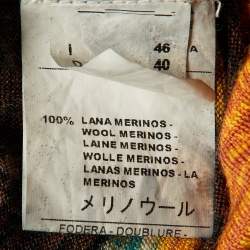 I 46 A
D 40
100% LANA MERINOS -
WOOL MERINOS -
LAINE MERINOS -
WOLLE MERINOS -
LANAS MERINOS - LA
MERINOS
メリノウール
FODERA - DOUBLURE -